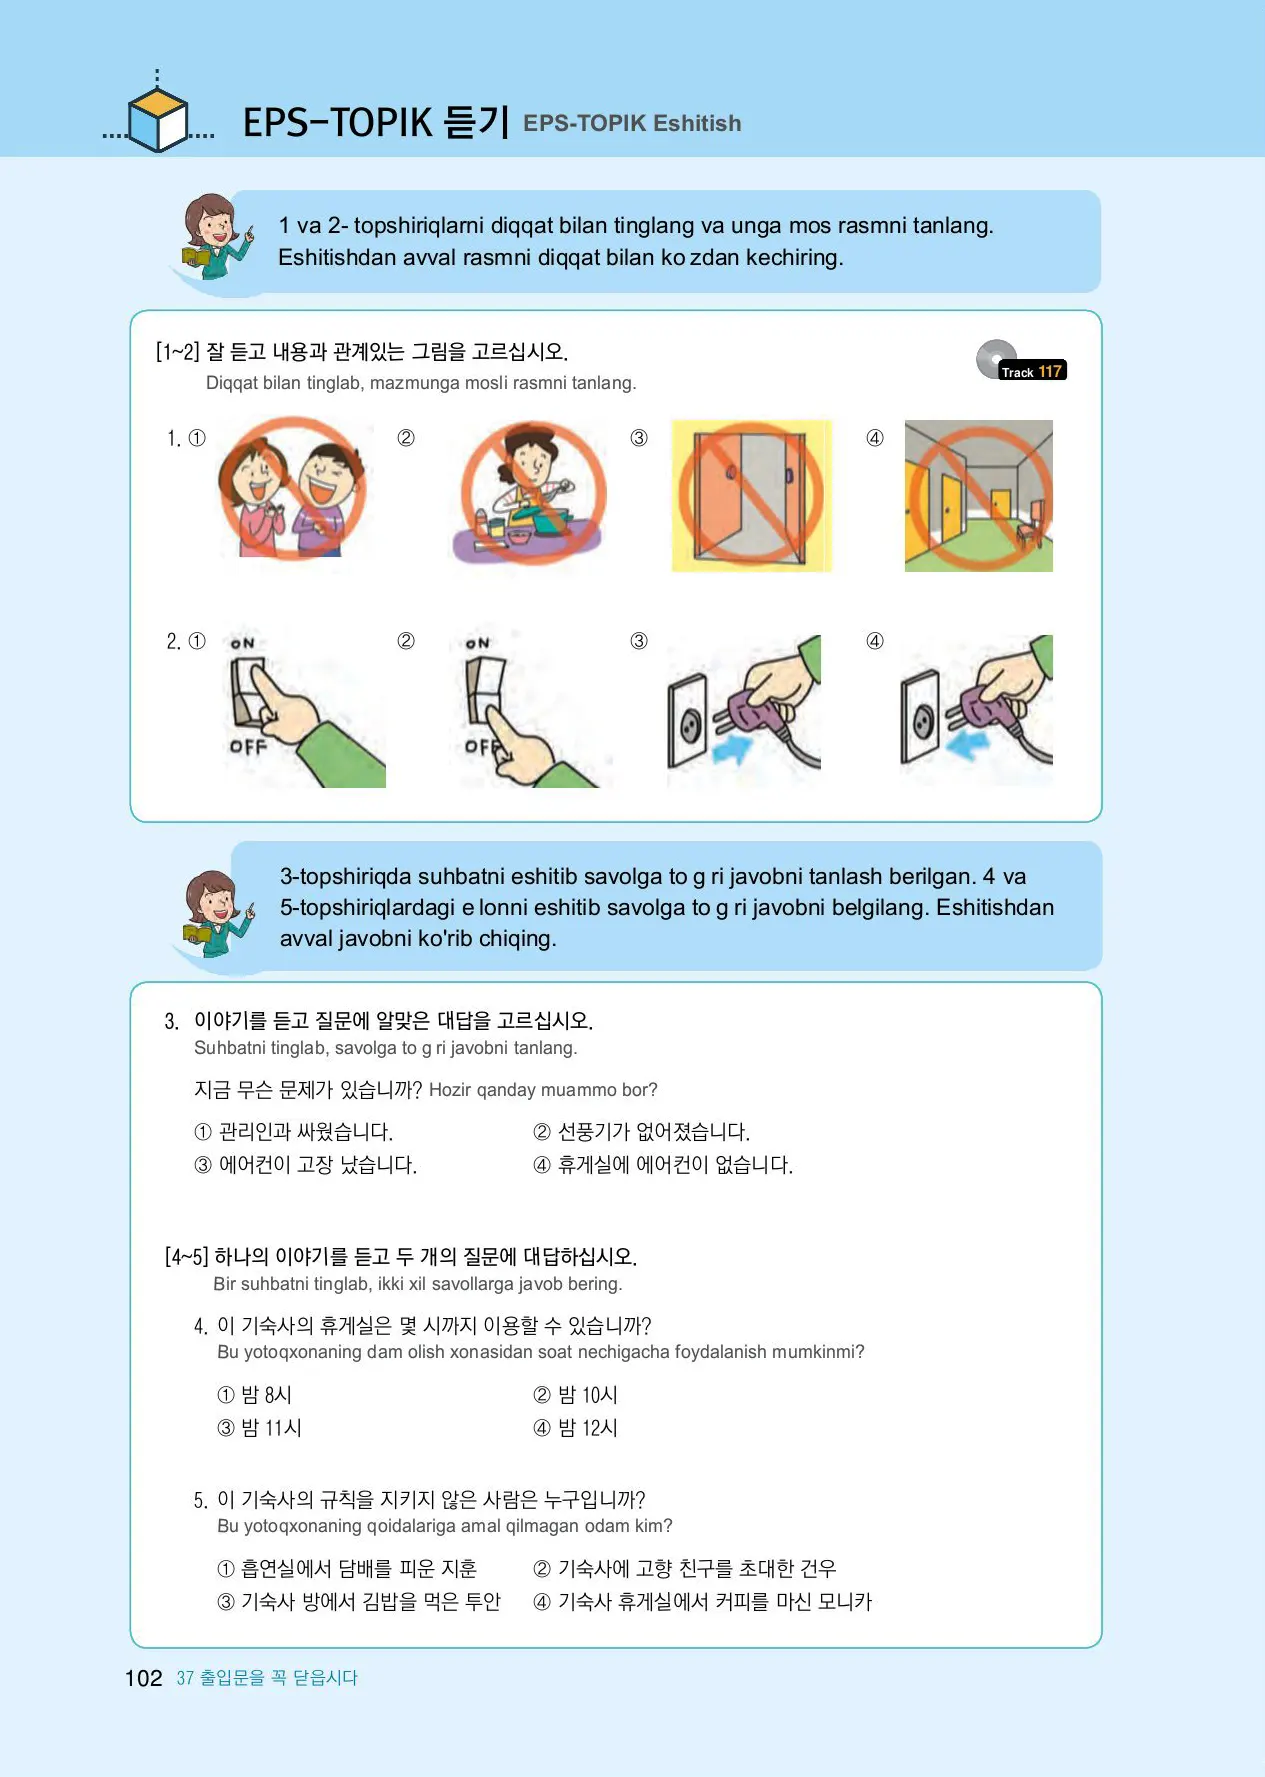 EPS-TOPIK 듣기 EPS-TOPIK Eshitish
1 va 2- topshiriqlarni diqqat bilan tinglang va unga mos rasmni tanlang.
Eshitishdan avval rasmni diqqat bilan ko zdan kechiring.
[1~2] 잘 듣고 내용과 관계있는 그림을 고르십시오.
Track 117
Diqqat bilan tinglab, mazmunga mosli rasmni tanlang.
1. ① ② ③ ④
2. ① ② ③ ④
ON ON
OFF OFF
3-topshiriqda suhbatni eshitib savolga to g ri javobni tanlash berilgan. 4 va
5-topshiriqlardagi e lonni eshitib savolga to g ri javobni belgilang. Eshitishdan
avval javobni ko'rib chiqing.
3. 이야기를 듣고 질문에 알맞은 대답을 고르십시오.
Suhbatni tinglab, savolga to g ri javobni tanlang.
지금 무슨 문제가 있습니까? Hozir qanday muammo bor?
① 관리인과 싸웠습니다. ② 선풍기가 없어졌습니다.
③ 에어컨이 고장 났습니다. ④ 휴게실에 에어컨이 없습니다.
[4~5] 하나의 이야기를 듣고 두 개의 질문에 대답하십시오.
Bir suhbatni tinglab, ikki xil savollarga javob bering.
4. 이 기숙사의 휴게실은 몇 시까지 이용할 수 있습니까?
Bu yotoqxonaning dam olish xonasidan soat nechigacha foydalanish mumkinmi?
① 밤 8시 ② 밤 10시
③ 밤 11시 ④ 밤 12시
5. 이 기숙사의 규칙을 지키지 않은 사람은 누구입니까?
Bu yotoqxonaning qoidalariga amal qilmagan odam kim?
① 흡연실에서 담배를 피운 지훈 ② 기숙사에 고향 친구를 초대한 건우
③ 기숙사 방에서 김밥을 먹은 투안 ④ 기숙사 휴게실에서 커피를 마신 모니카
102 37 출입문을 꼭 닫읍시다